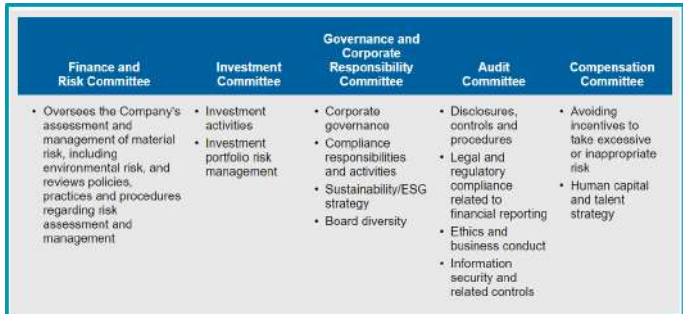 Finance and
Risk Committee
Investment
Committee
Governance and
Corporate
Responsibility
Committee
Audit
Committee
Compensation
Committee
• Oversees the Company's
assessment and
management of material
risk, including
environmental risk, and
reviews policies,
practices and procedures
regarding risk
assessment and
management
• Investment
activities
• Investment
portfolio risk
management
• Corporate
governance
• Compliance
responsibilities
and activities
• Sustainability/ESG
strategy
• Board diversity
• Disclosures,
controls and
procedures
• Legal and
regulatory
compliance
related to
financial reporting
• Ethics and
business conduct
• Information
security and
related controls
• Avoiding
incentives to
take excessive
or inappropriate
risk
• Human capital
and talent
strategy